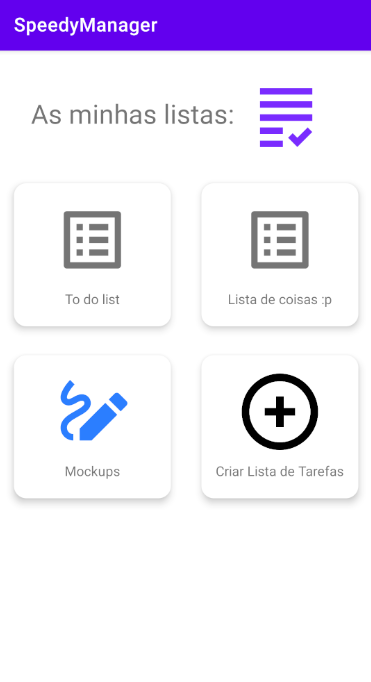 SpeedyManager
As minhas listas:
To do list
Lista de coisas :p
Mockups
Criar Lista de Tarefas